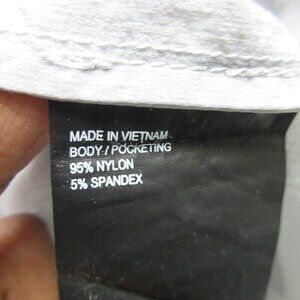 MADE IN VIETNAM
BODY / POCKETING
95% NYLON
5% SPANDEX